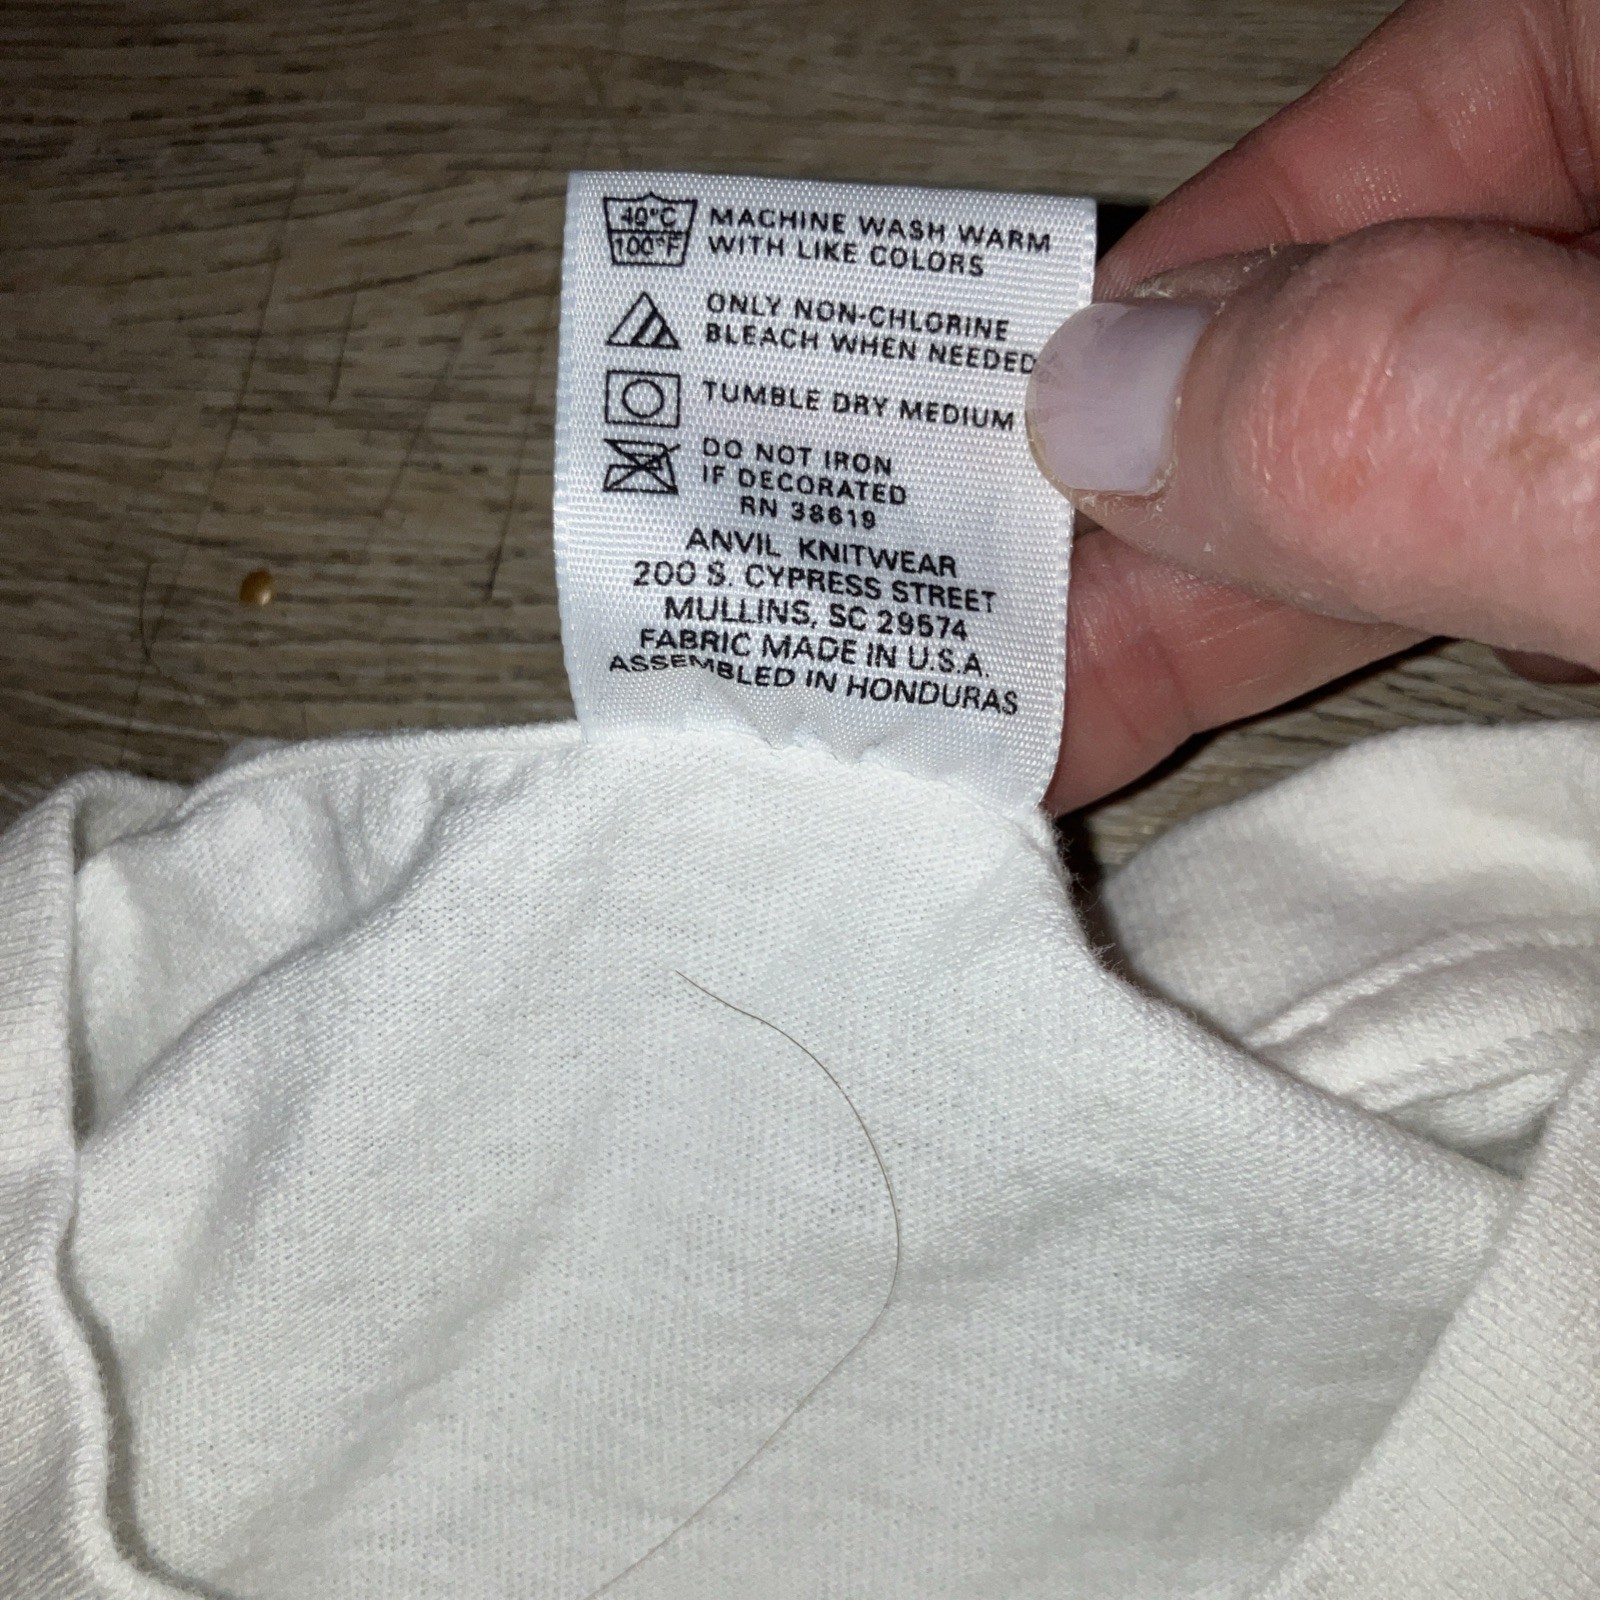 40°C
100°F
MACHINE WASH WARM
WITH LIKE COLORS
ONLY NON-CHLORINE
BLEACH WHEN NEEDED
TUMBLE DRY MEDIUM
DO NOT IRON
IF DECORATED
RN 38619
ANVIL KNITWEAR
200 S. CYPRESS STREET
MULLINS, SC 29574
FABRIC MADE IN U.S.A.
ASSEMBLED IN HONDURAS